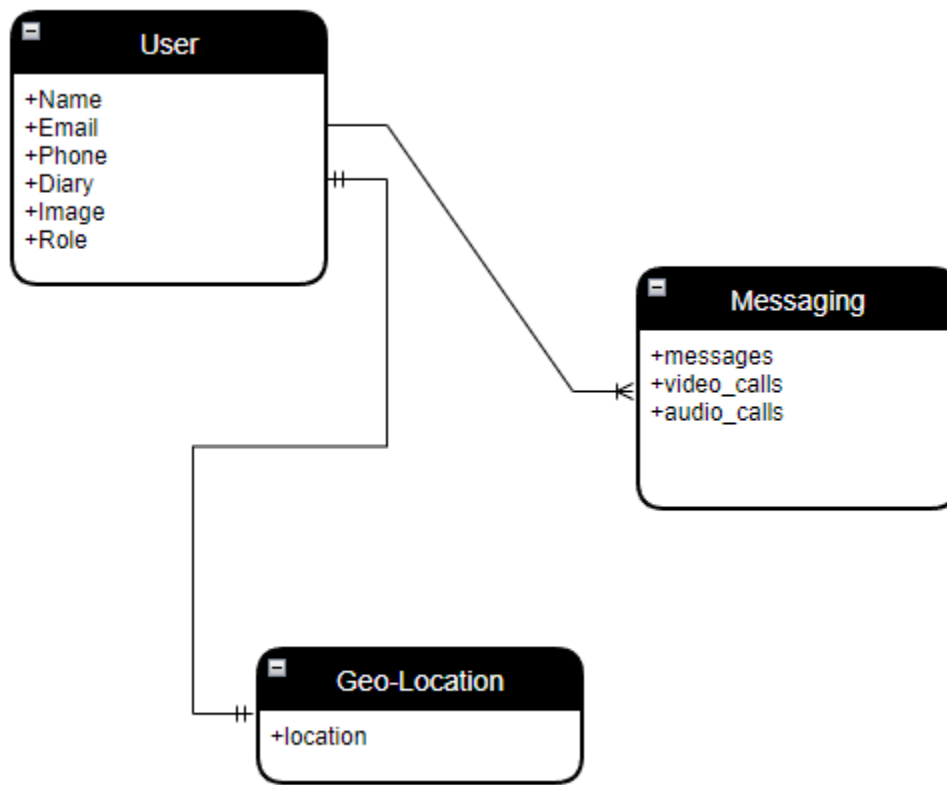 User
+Name
+Email
+Phone
+Diary
+Image
+Role
Messaging
+messages
+video_calls
+audio_calls
Geo-Location
+location